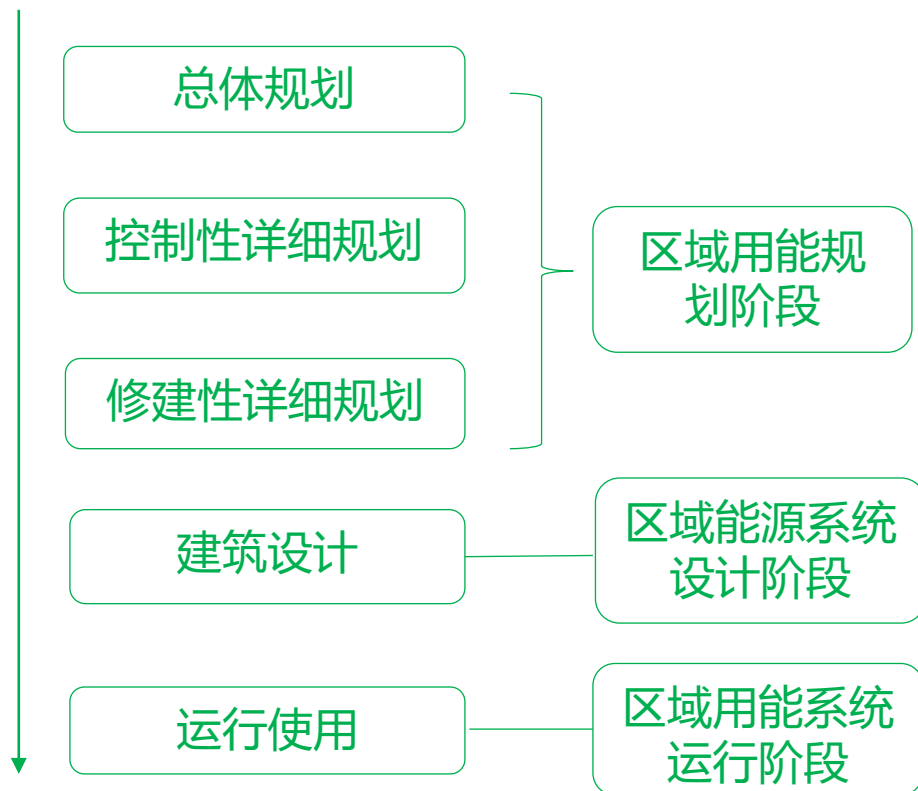 总体规划
控制性详细规划
区域用能规
划阶段
修建性详细规划
建筑设计
区域能源系统
设计阶段
运行使用
区域用能系统
运行阶段